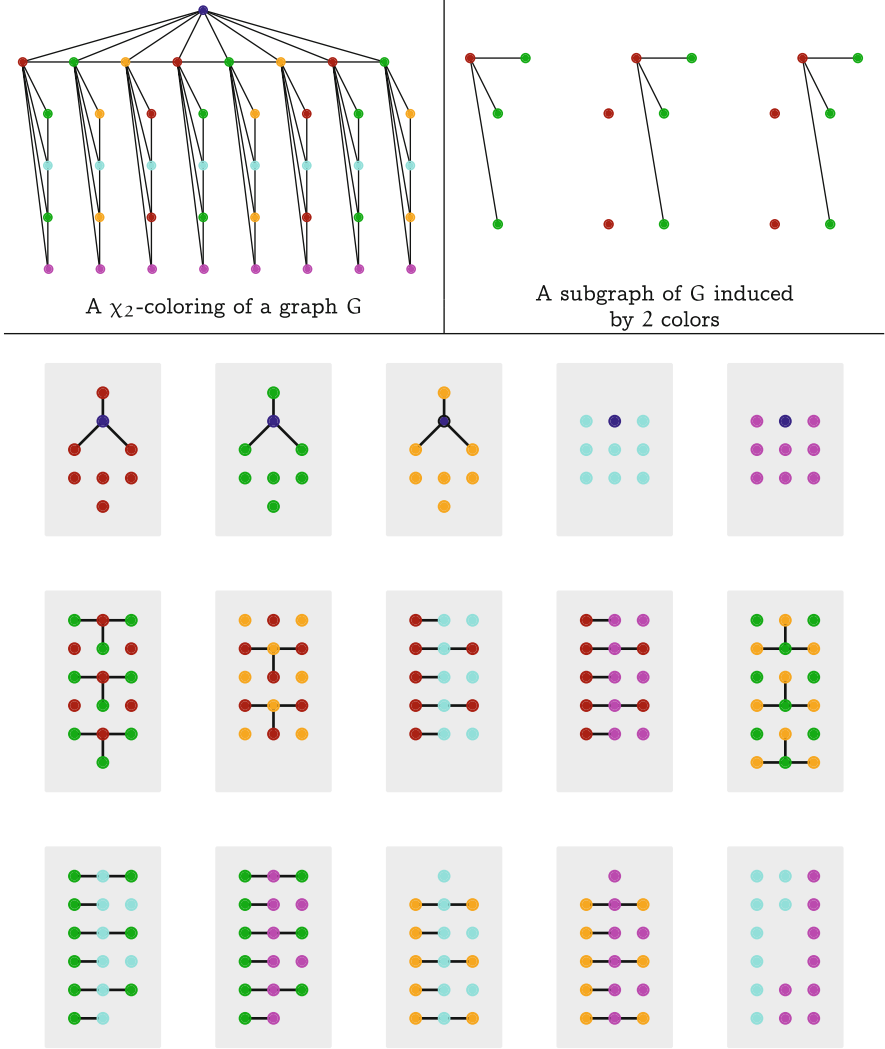 A χ₂-coloring of a graph G
A subgraph of G induced
by 2 colors